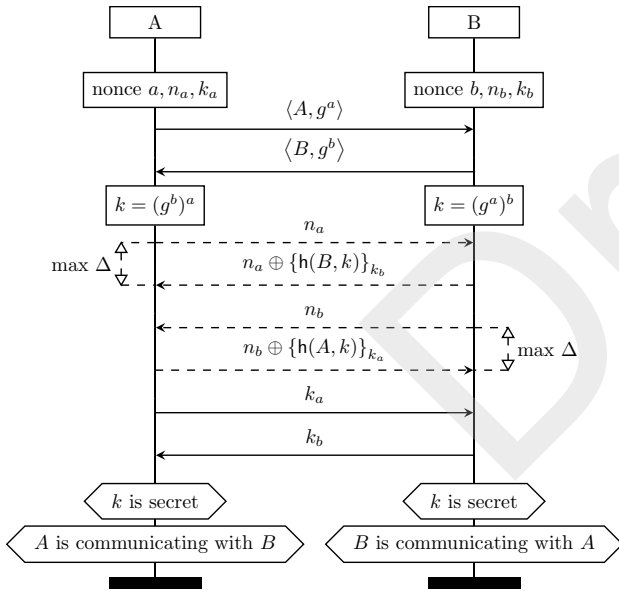 A B
nonce a, n_a, k_a nonce b, n_b, k_b
⟨A, g^a⟩
⟨B, g^b⟩
k = (g^b)^a k = (g^a)^b
n_a
max Δ n_a ⊕ {h(B, k)}_{k_b}
n_b
n_b ⊕ {h(A, k)}_{k_a} max Δ
k_a
k_b
k is secret k is secret
A is communicating with B B is communicating with A